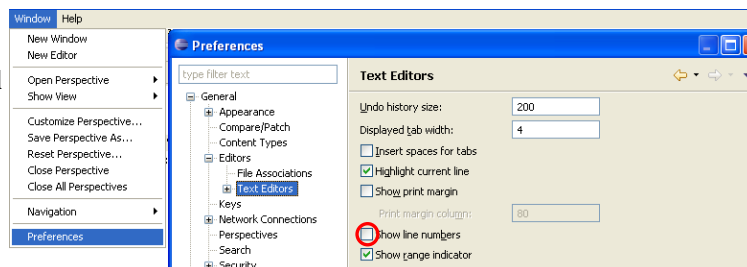 Window Help
New Window
New Editor
Open Perspective
Show View
Customize Perspective...
Save Perspective As...
Reset Perspective...
Close Perspective
Close All Perspectives
Navigation
Preferences
Preferences
type filter text
General
Appearance
Compare/Patch
Content Types
Editors
File Associations
Text Editors
Keys
Network Connections
Perspectives
Search
Security
Text Editors
Undo history size: 200
Displayed tab width: 4
Insert spaces for tabs
Highlight current line
Show print margin
Print margin column: 80
Show line numbers
Show range indicator